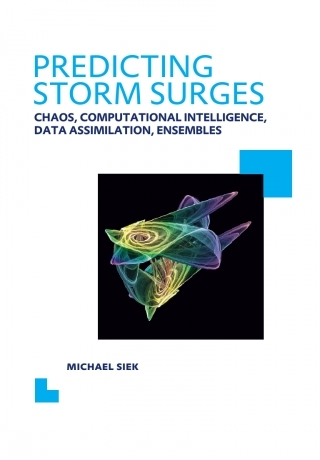 PREDICTING
STORM SURGES
CHAOS, COMPUTATIONAL INTELLIGENCE,
DATA ASSIMILATION, ENSEMBLES
MICHAEL SIEK